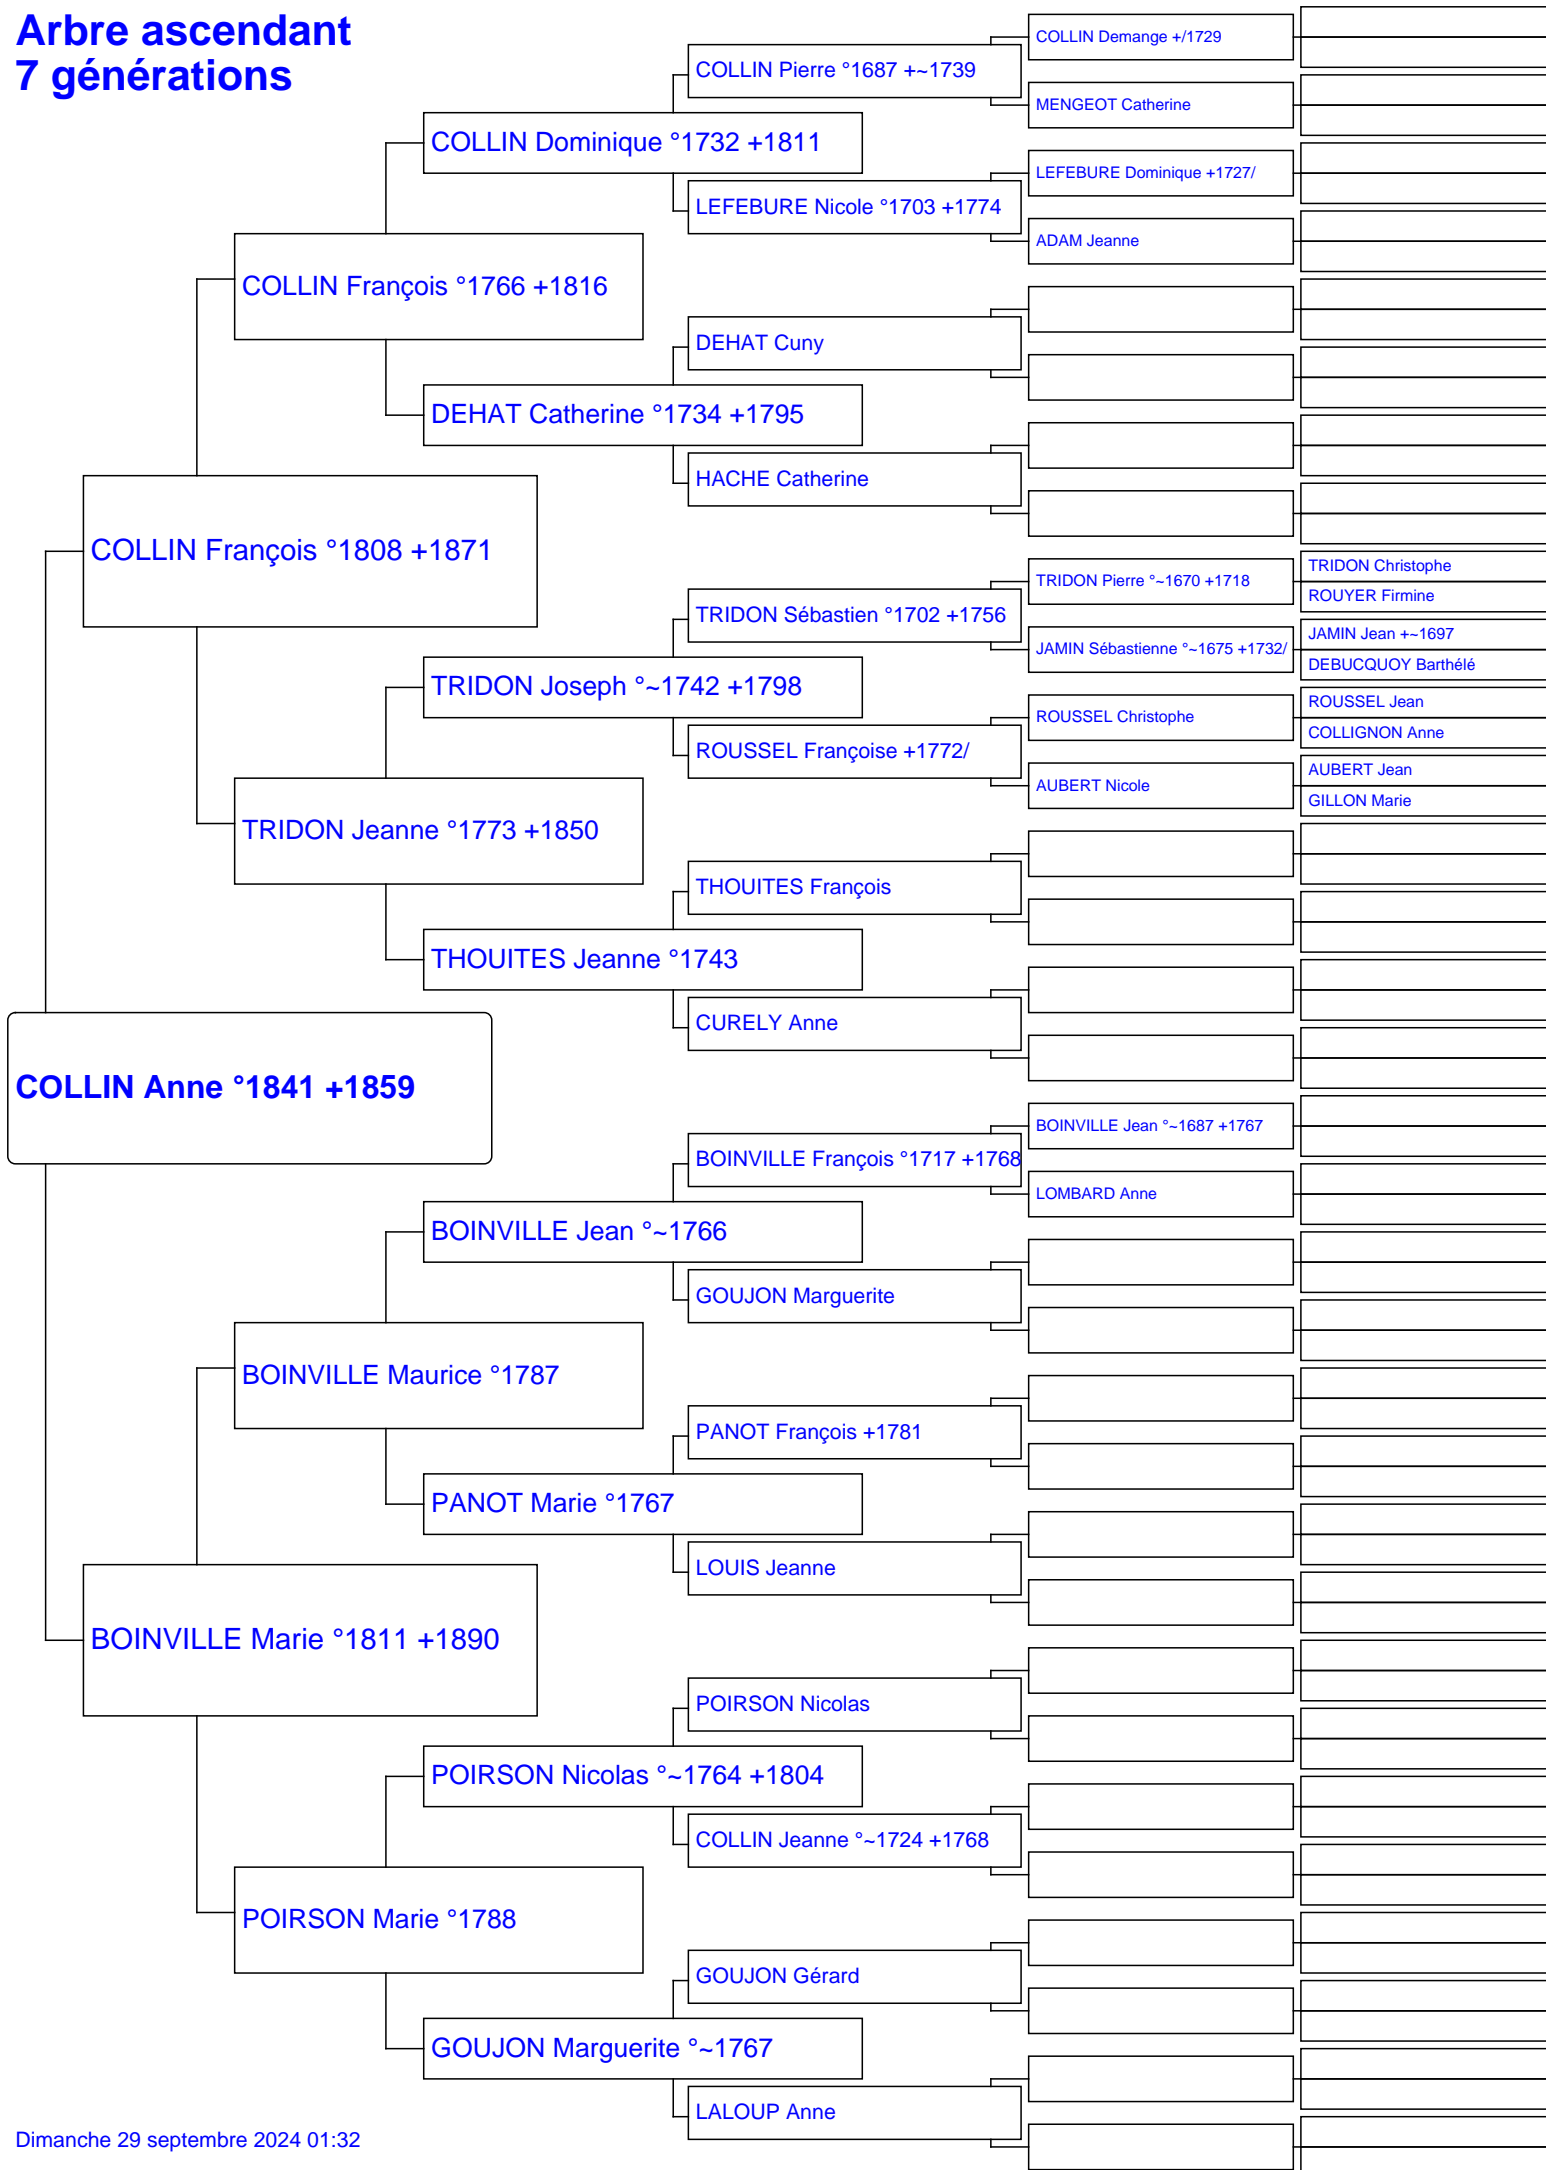 Arbre ascendant
7 générations
COLLIN Anne °1841 +1859
COLLIN François °1808 +1871
BOINVILLE Marie °1811 +1890
COLLIN François °1766 +1816
TRIDON Jeanne °1773 +1850
BOINVILLE Maurice °1787
POIRSON Marie °1788
COLLIN Dominique °1732 +1811
DEHAT Catherine °1734 +1795
TRIDON Joseph °~1742 +1798
THOUITES Jeanne °1743
BOINVILLE Jean °~1766
PANOT Marie °1767
POIRSON Nicolas °~1764 +1804
GOUJON Marguerite °~1767
COLLIN Pierre °1687 +~1739
LEFEBURE Nicole °1703 +1774
DEHAT Cuny
HACHE Catherine
TRIDON Sébastien °1702 +1756
ROUSSEL Françoise +1772/
THOUITES François
CURELY Anne
BOINVILLE François °1717 +1768
GOUJON Marguerite
PANOT François +1781
LOUIS Jeanne
POIRSON Nicolas
COLLIN Jeanne °~1724 +1768
GOUJON Gérard
LALOUP Anne
COLLIN Demange +/1729
MENGEOT Catherine
LEFEBURE Dominique +1727/
ADAM Jeanne
TRIDON Pierre °~1670 +1718
JAMIN Sébastienne °~1675 +1732/
ROUSSEL Christophe
AUBERT Nicole
BOINVILLE Jean °~1687 +1767
LOMBARD Anne
TRIDON Christophe
ROUYER Firmine
JAMIN Jean +~1697
DEBUCQUOY Barthélé
ROUSSEL Jean
COLLIGNON Anne
AUBERT Jean
GILLON Marie
Dimanche 29 septembre 2024 01:32